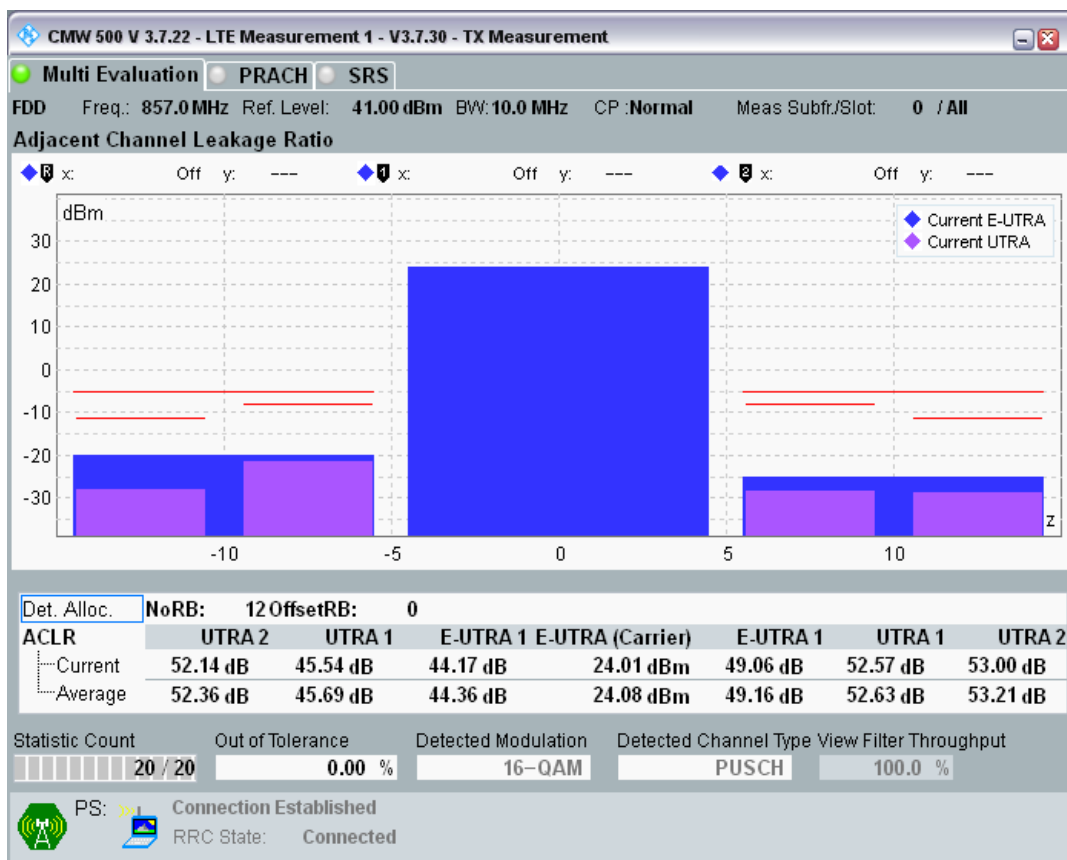 CMW 500 V 3.7.22 - LTE Measurement 1 - V3.7.30 - TX Measurement
Multi Evaluation PRACH SRS
FDD Freq.: 857.0 MHz Ref. Level: 41.00 dBm BW: 10.0 MHz CP :Normal Meas Subfr./Slot: 0 / All
Adjacent Channel Leakage Ratio
R x: Off y: --- 1 x: Off y: --- 2 x: Off y: ---
dBm
Current E-UTRA
Current UTRA
30
20
10
0
-10
-20
-30
z
-10 -5 0 5 10
Det. Alloc. NoRB: 12 OffsetRB: 0
ACLR UTRA 2 UTRA 1 E-UTRA 1 E-UTRA (Carrier) E-UTRA 1 UTRA 1 UTRA 2
Current 52.14 dB 45.54 dB 44.17 dB 24.01 dBm 49.06 dB 52.57 dB 53.00 dB
Average 52.36 dB 45.69 dB 44.36 dB 24.08 dBm 49.16 dB 52.63 dB 53.21 dB
Statistic Count Out of Tolerance Detected Modulation Detected Channel Type View Filter Throughput
20 / 20 0.00 % 16-QAM PUSCH 100.0 %
PS: Connection Established
RRC State: Connected